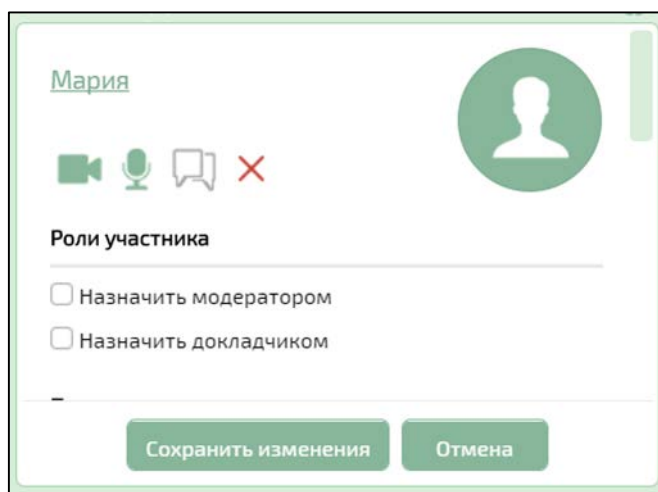 Мария
Роли участника
Назначить модератором
Назначить докладчиком
Сохранить изменения
Отмена